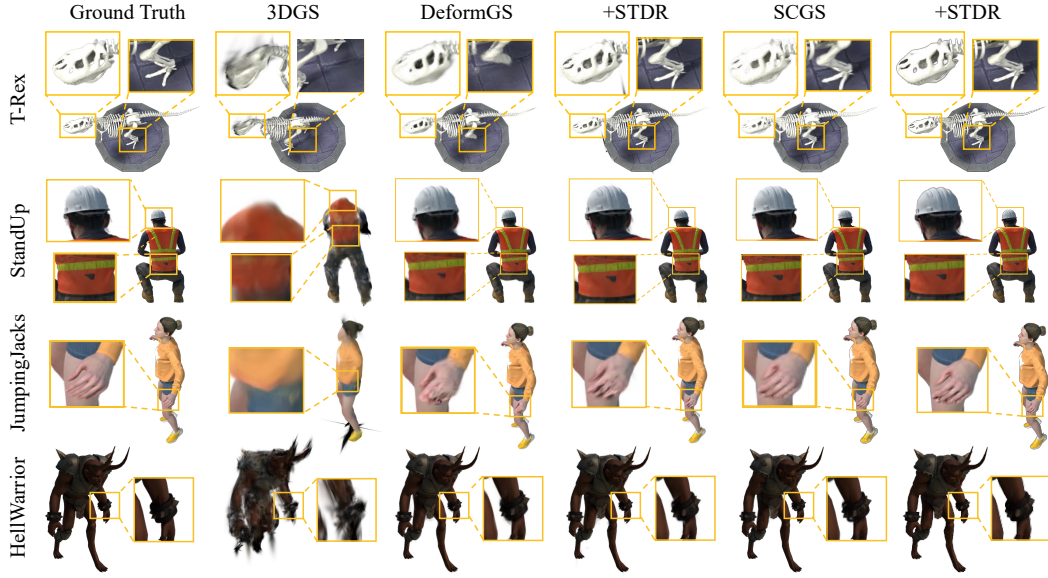 Ground Truth 3DGS DeformGS +STDR SCGS +STDR
T-Rex
StandUp
JumpingJacks
HellWarrior